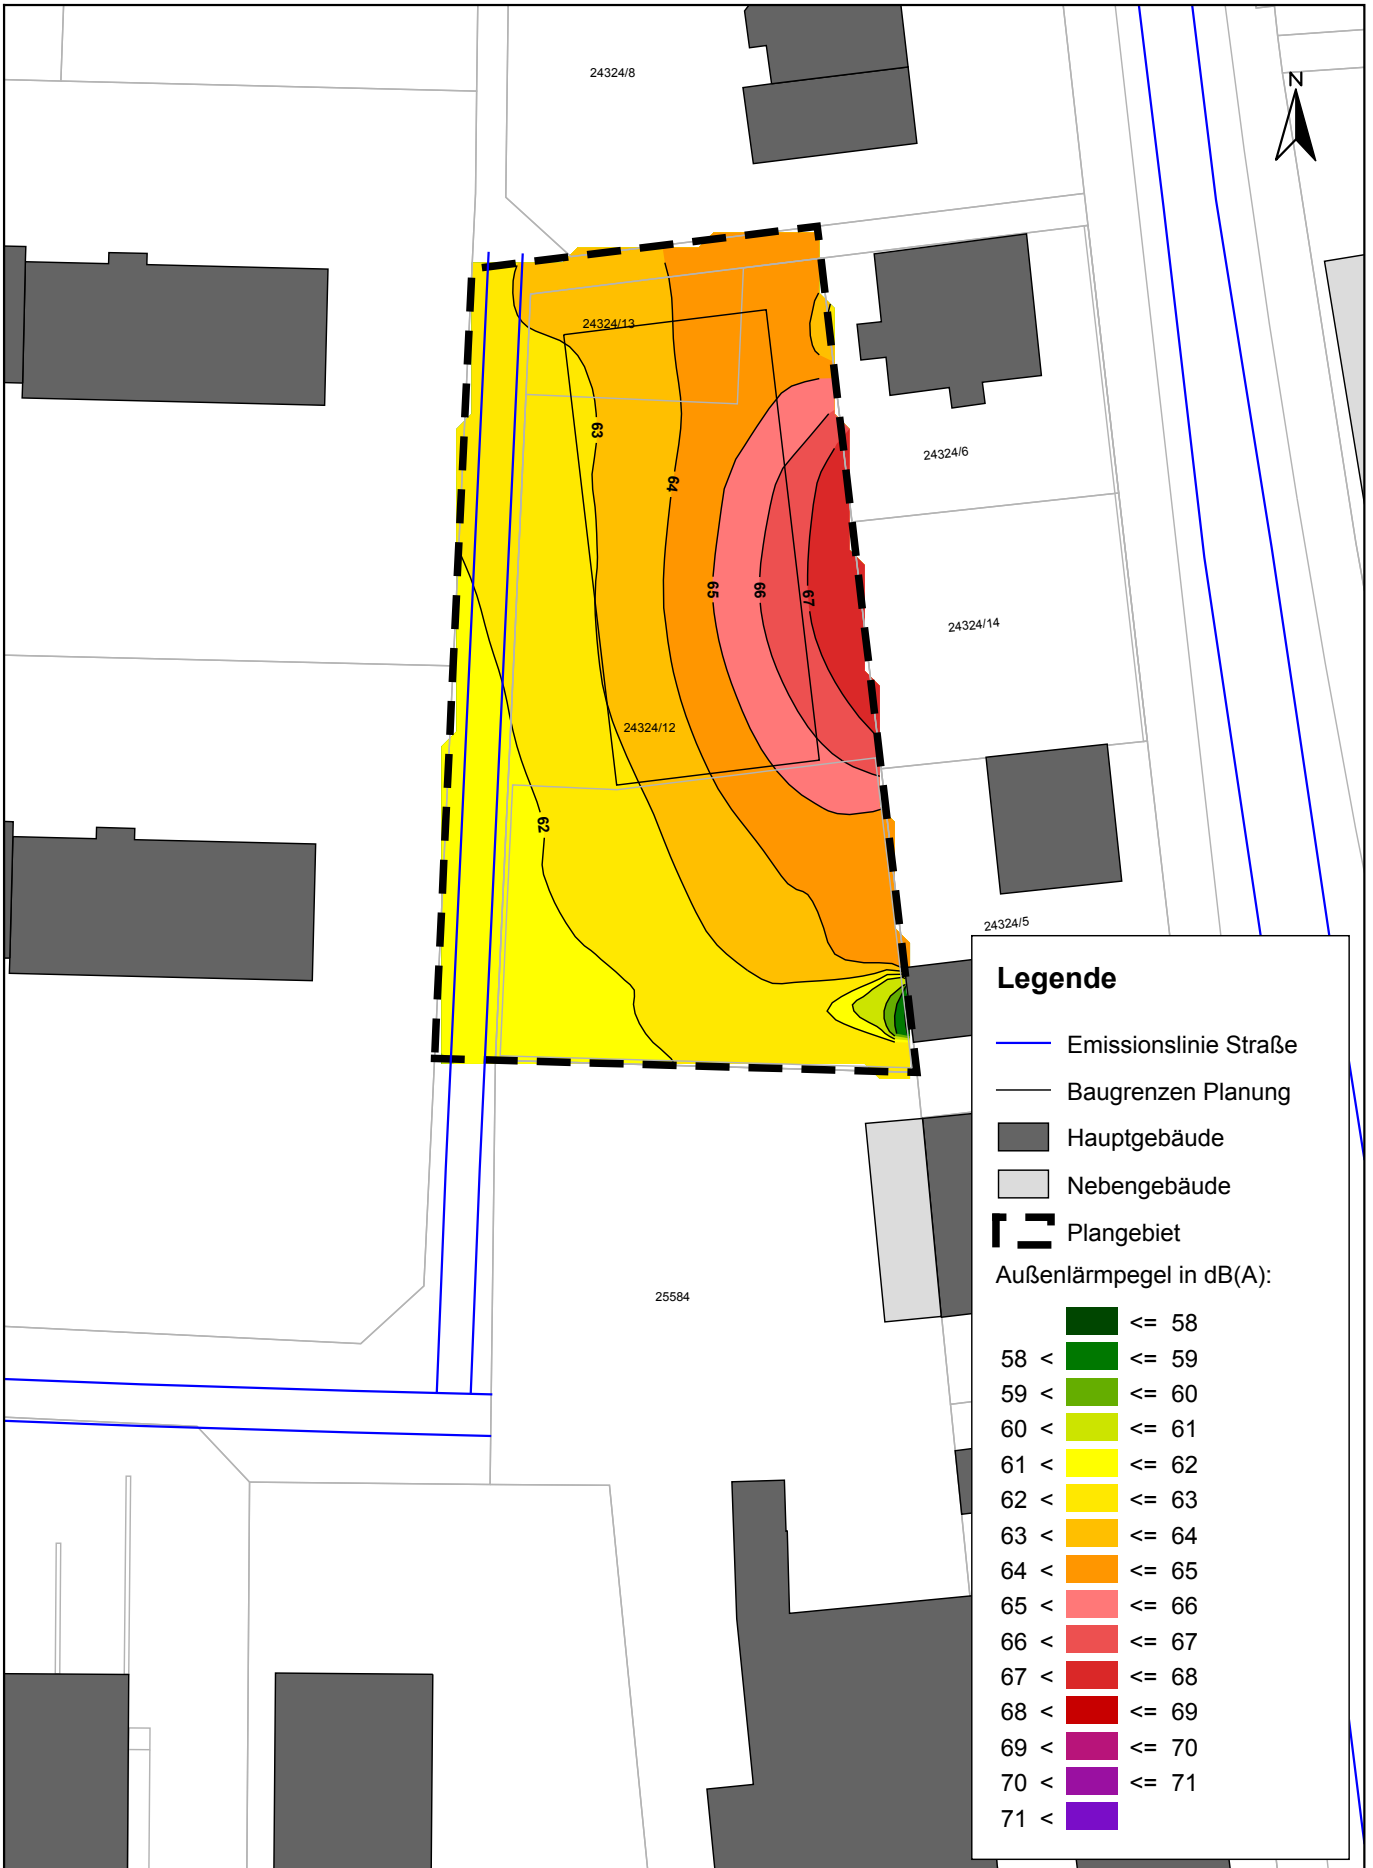 24324/8
N
24324/13
63
64
24324/6
65
66
67
24324/14
24324/12
62
24324/5
Legende
Emissionslinie Straße
Baugrenzen Planung
Hauptgebäude
Nebengebäude
Plangebiet
25584
Außenlärmpegel in dB(A):
<= 58
58 < <= 59
59 < <= 60
60 < <= 61
61 < <= 62
62 < <= 63
63 < <= 64
64 < <= 65
65 < <= 66
66 < <= 67
67 < <= 68
68 < <= 69
69 < <= 70
70 < <= 71
71 <